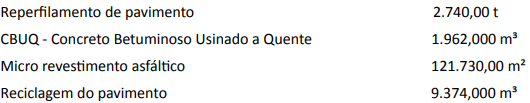 Reperfilamento de pavimento 2.740,00 t
CBUQ - Concreto Betuminoso Usinado a Quente 1.962,000 m³
Micro revestimento asfáltico 121.730,00 m²
Reciclagem do pavimento 9.374,000 m³